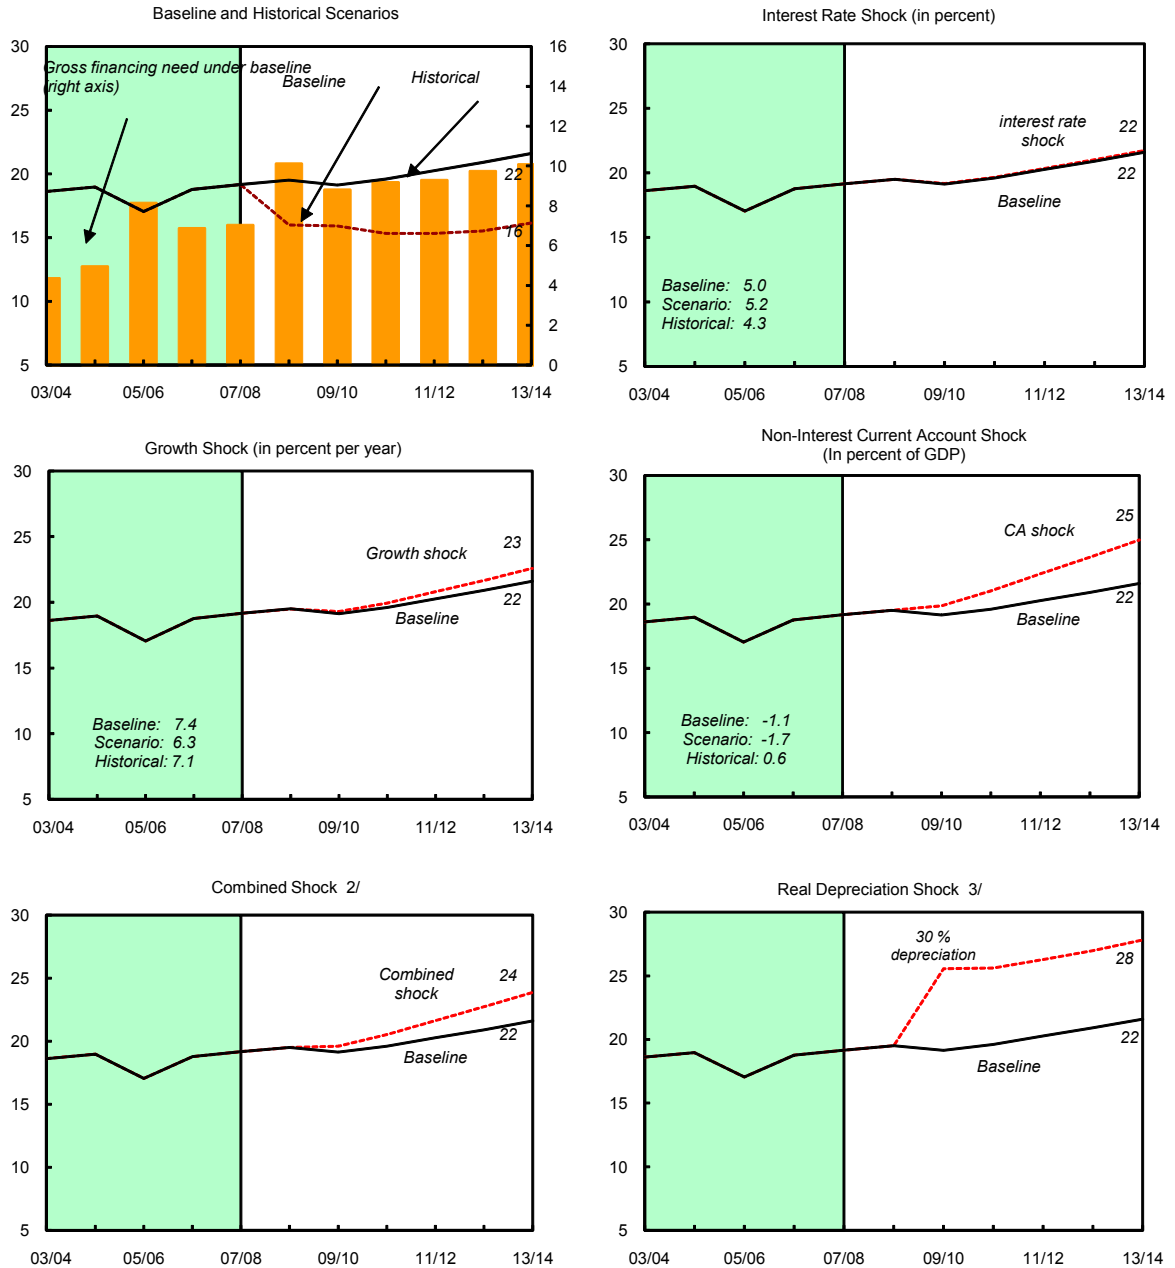 Baseline and Historical Scenarios
30
25
20
15
10
5
16
14
12
10
8
6
4
2
0
Gross financing need under baseline
(right axis)
Baseline
Historical
22
16
03/04 05/06 07/08 09/10 11/12 13/14
Interest Rate Shock (in percent)
30
25
20
15
10
5
interest rate
shock
22
22
Baseline
Baseline: 5.0
Scenario: 5.2
Historical: 4.3
03/04 05/06 07/08 09/10 11/12 13/14
Growth Shock (in percent per year)
30
25
20
15
10
5
Growth shock
23
22
Baseline
Baseline: 7.4
Scenario: 6.3
Historical: 7.1
03/04 05/06 07/08 09/10 11/12 13/14
Non-Interest Current Account Shock
(In percent of GDP)
30
25
20
15
10
5
CA shock
25
22
Baseline
Baseline: -1.1
Scenario: -1.7
Historical: 0.6
03/04 05/06 07/08 09/10 11/12 13/14
Combined Shock 2/
30
25
20
15
10
5
Combined
shock
24
22
Baseline
03/04 05/06 07/08 09/10 11/12 13/14
Real Depreciation Shock 3/
30
25
20
15
10
5
30 %
depreciation
28
22
Baseline
03/04 05/06 07/08 09/10 11/12 13/14